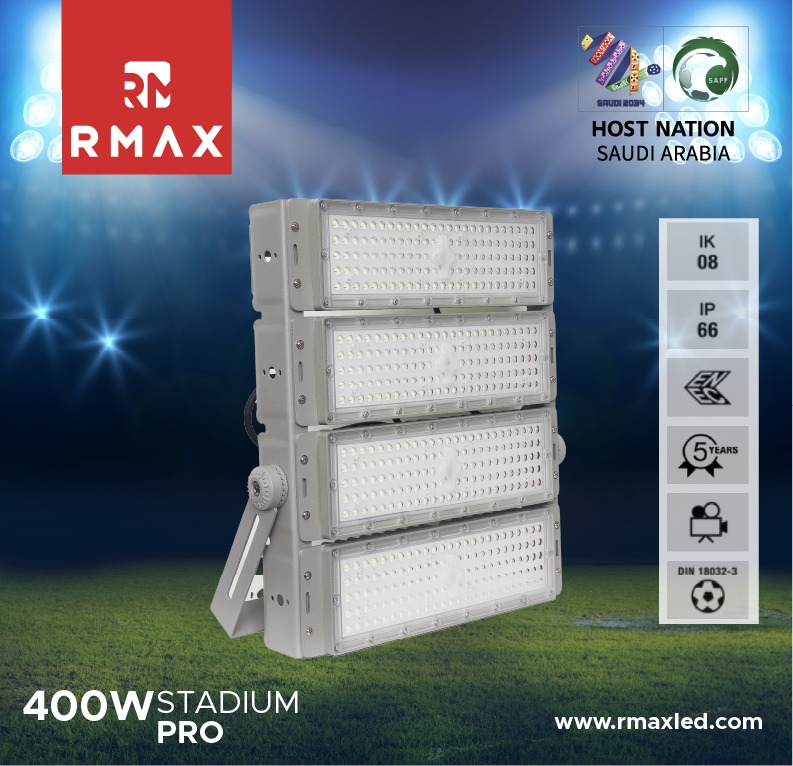 RM
RMAX
SAUDI 2034
SAFF
HOST NATION
SAUDI ARABIA
IK
08
IP
66
ENEC
5 YEARS
DIN 18032-3
400W STADIUM
PRO
www.rmaxled.com